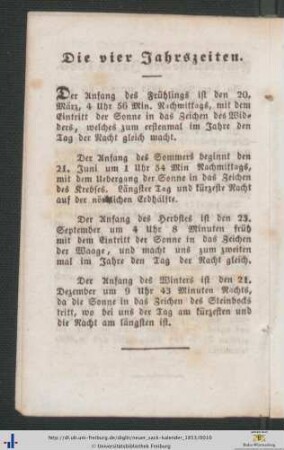 Die vier Jahrszeiten.
Der Anfang des Frühlings ist den 20.
März, 4 Uhr 56 Min. Nachmittags, mit dem
Eintritt der Sonne in das Zeichen des Wid-
ders, welches zum erstenmal im Jahre den
Tag der Nacht gleich macht.
Der Anfang des Sommers beginnt den
21. Juni um 1 Uhr 54 Min Nachmittags,
mit dem Uebergang der Sonne in das Zeichen
des Krebses. Längster Tag und kürzeste Nacht
auf der nördlichen Erdhälfte.
Der Anfang des Herbstes ist den 23.
September um 4 Uhr 8 Minuten früh
mit dem Eintritt der Sonne in das Zeichen
der Waage, und macht uns zum zweiten
mal im Jahre den Tag der Nacht gleich.
Der Anfang des Winters ist den 21.
Dezember um 9 Uhr 43 Minuten Nachts,
da die Sonne in das Zeichen des Steinbocks
tritt, wo bei uns der Tag am kürzesten und
die Nacht am längsten ist.
http://dl.ub.uni-freiburg.de/diglit/neuer_sack-kalender_1853/0010
© Universitätsbibliothek Freiburg
Baden-Württemberg